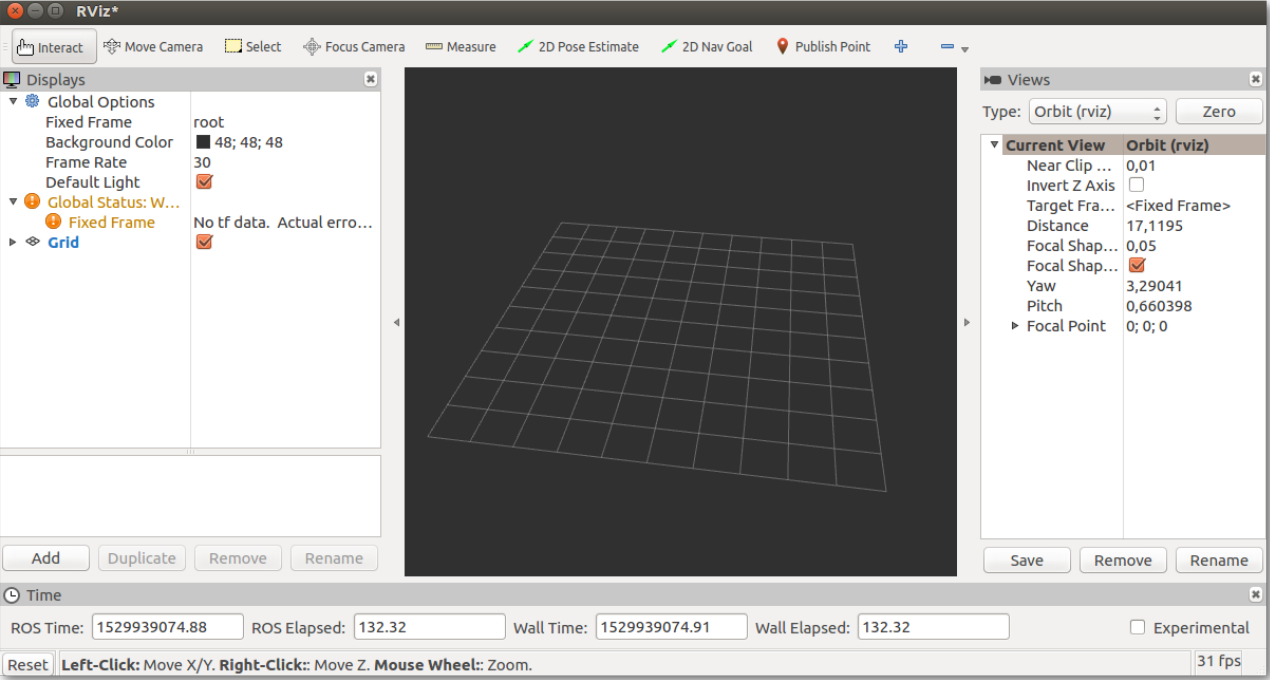 RViz*
Interact Move Camera Select Focus Camera Measure 2D Pose Estimate 2D Nav Goal Publish Point
Displays
Global Options
Fixed Frame root
Background Color 48; 48; 48
Frame Rate 30
Default Light
Global Status: W...
Fixed Frame No tf data. Actual erro...
Grid
Add Duplicate Remove Rename
Views
Type: Orbit (rviz) Zero
Current View Orbit (rviz)
Near Clip ... 0,01
Invert Z Axis
Target Fra... <Fixed Frame>
Distance 17,1195
Focal Shap... 0,05
Focal Shap...
Yaw 3,29041
Pitch 0,660398
Focal Point 0; 0; 0
Save Remove Rename
Time
ROS Time: 1529939074.88 ROS Elapsed: 132.32 Wall Time: 1529939074.91 Wall Elapsed: 132.32 Experimental
Reset Left-Click: Move X/Y. Right-Click:: Move Z. Mouse Wheel:: Zoom. 31 fps